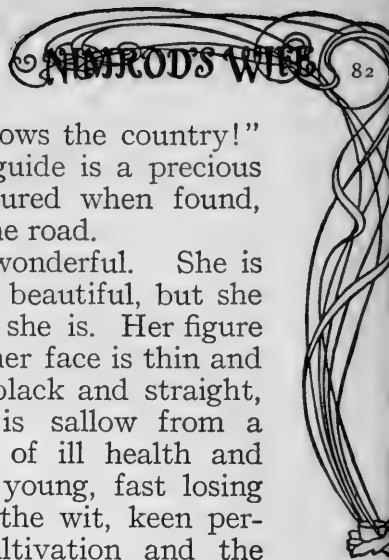 NIMROD'S WIFE
82
ows the country!"
guide is a precious
ured when found,
ne road.
wonderful. She is
beautiful, but she
she is. Her figure
ner face is thin and
black and straight,
is sallow from a
of ill health and
young, fast losing
the wit, keen per-
ltivation and the